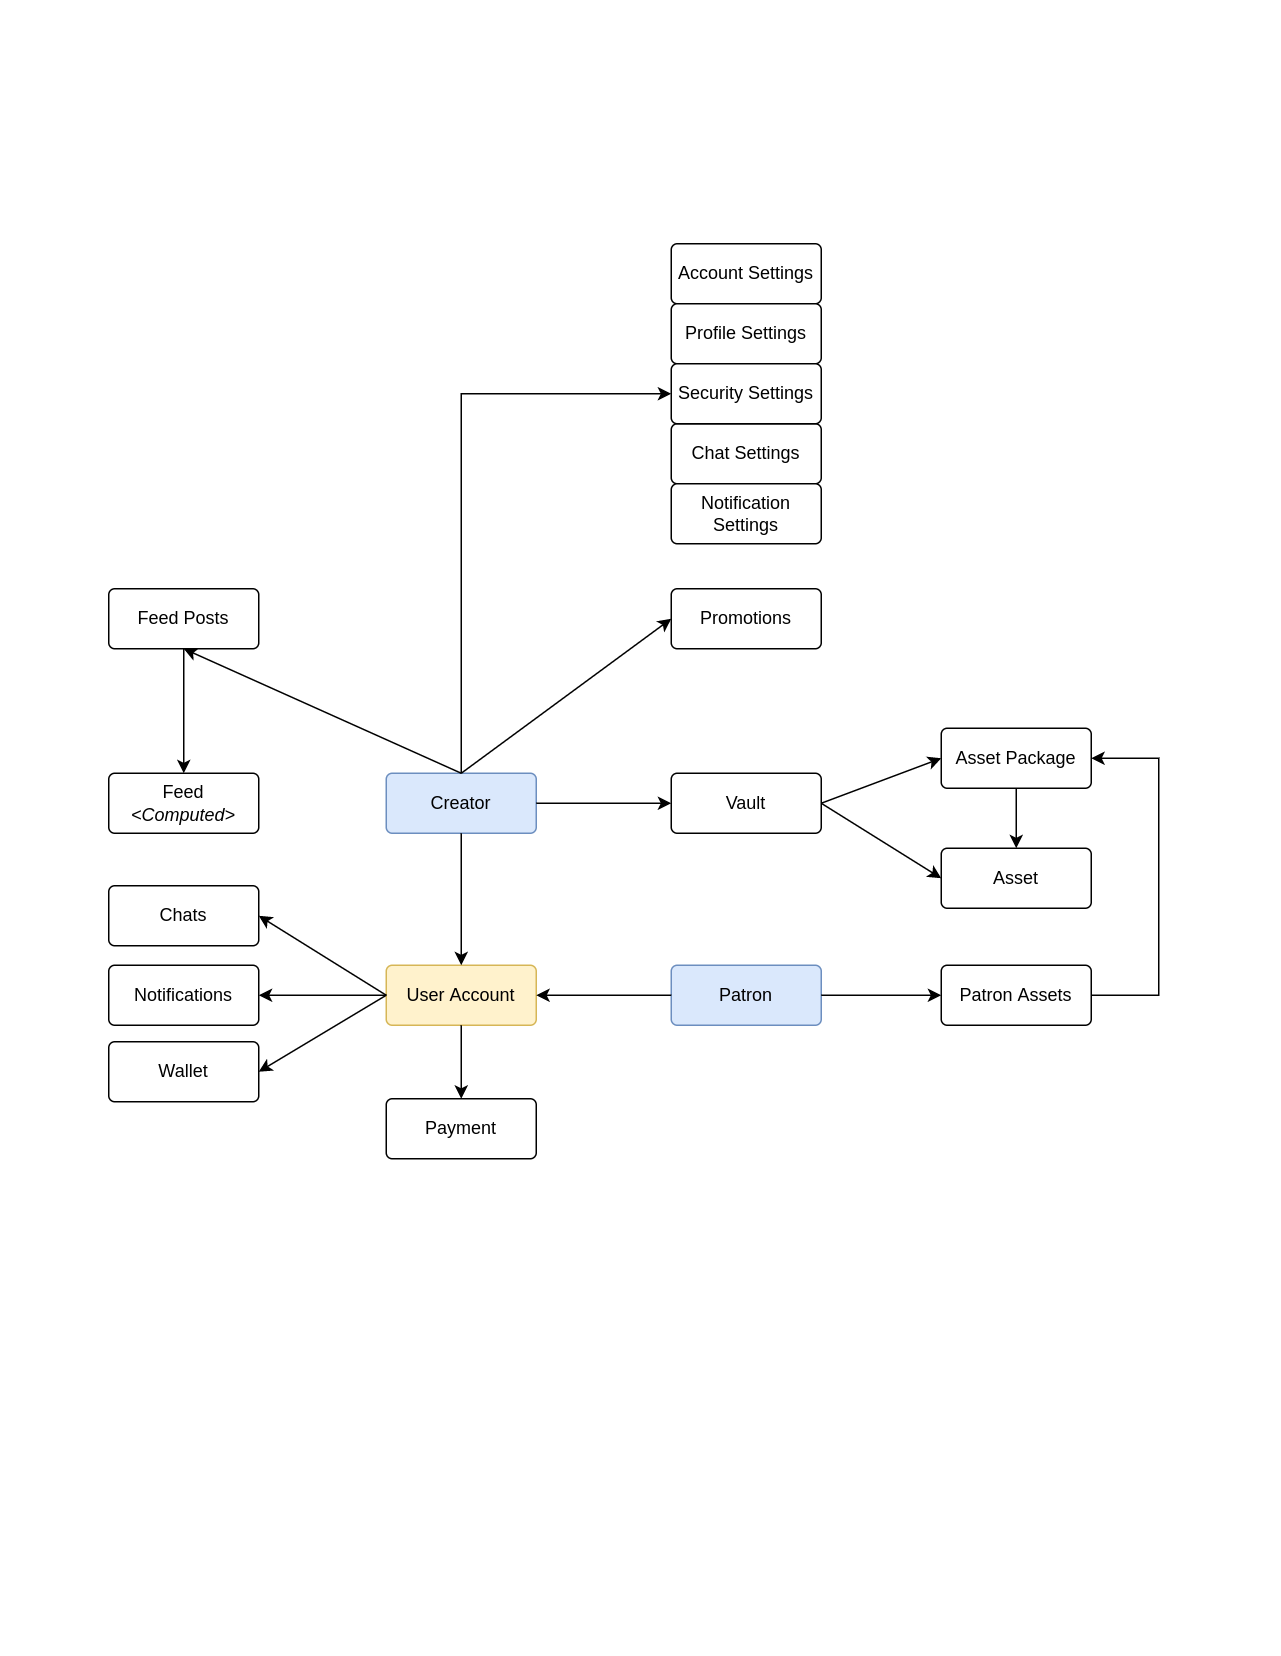 Account Settings
Profile Settings
Security Settings
Chat Settings
Notification
Settings
Feed Posts
Promotions
Asset Package
Feed
<Computed>
Creator
Vault
Asset
Chats
Notifications
User Account
Patron
Patron Assets
Wallet
Payment